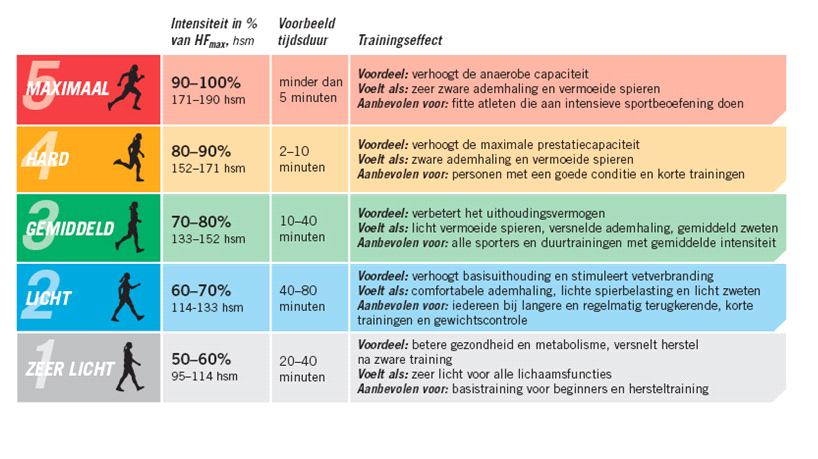 Intensiteit in %
van HFmax, hsm
Voorbeeld
tijdsduur
Trainingseffect
5
MAXIMAAL
90–100%
171–190 hsm
minder dan
5 minuten
Voordeel: verhoogt de anaerobe capaciteit
Voelt als: zeer zware ademhaling en vermoeide spieren
Aanbevolen voor: fitte atleten die aan intensieve sportbeoefening doen
4
HARD
80–90%
152–171 hsm
2–10
minuten
Voordeel: verhoogt de maximale prestatiecapaciteit
Voelt als: zware ademhaling en vermoeide spieren
Aanbevolen voor: personen met een goede conditie en korte trainingen
3
GEMIDDELD
70–80%
133–152 hsm
10–40
minuten
Voordeel: verbetert het uithoudingsvermogen
Voelt als: licht vermoeide spieren, versnelde ademhaling, gemiddeld zweten
Aanbevolen voor: alle sporters en duurtrainingen met gemiddelde intensiteit
2
LICHT
60–70%
114-133 hsm
40–80
minuten
Voordeel: verhoogt basisuithouding en stimuleert vetverbranding
Voelt als: comfortabele ademhaling, lichte spierbelasting en licht zweten
Aanbevolen voor: iedereen bij langere en regelmatig terugkerende, korte
trainingen en gewichtscontrole
1
ZEER LICHT
50–60%
95–114 hsm
20–40
minuten
Voordeel: betere gezondheid en metabolisme, versnelt herstel
na zware training
Voelt als: zeer licht voor alle lichaamsfuncties
Aanbevolen voor: basistraining voor beginners en hersteltraining